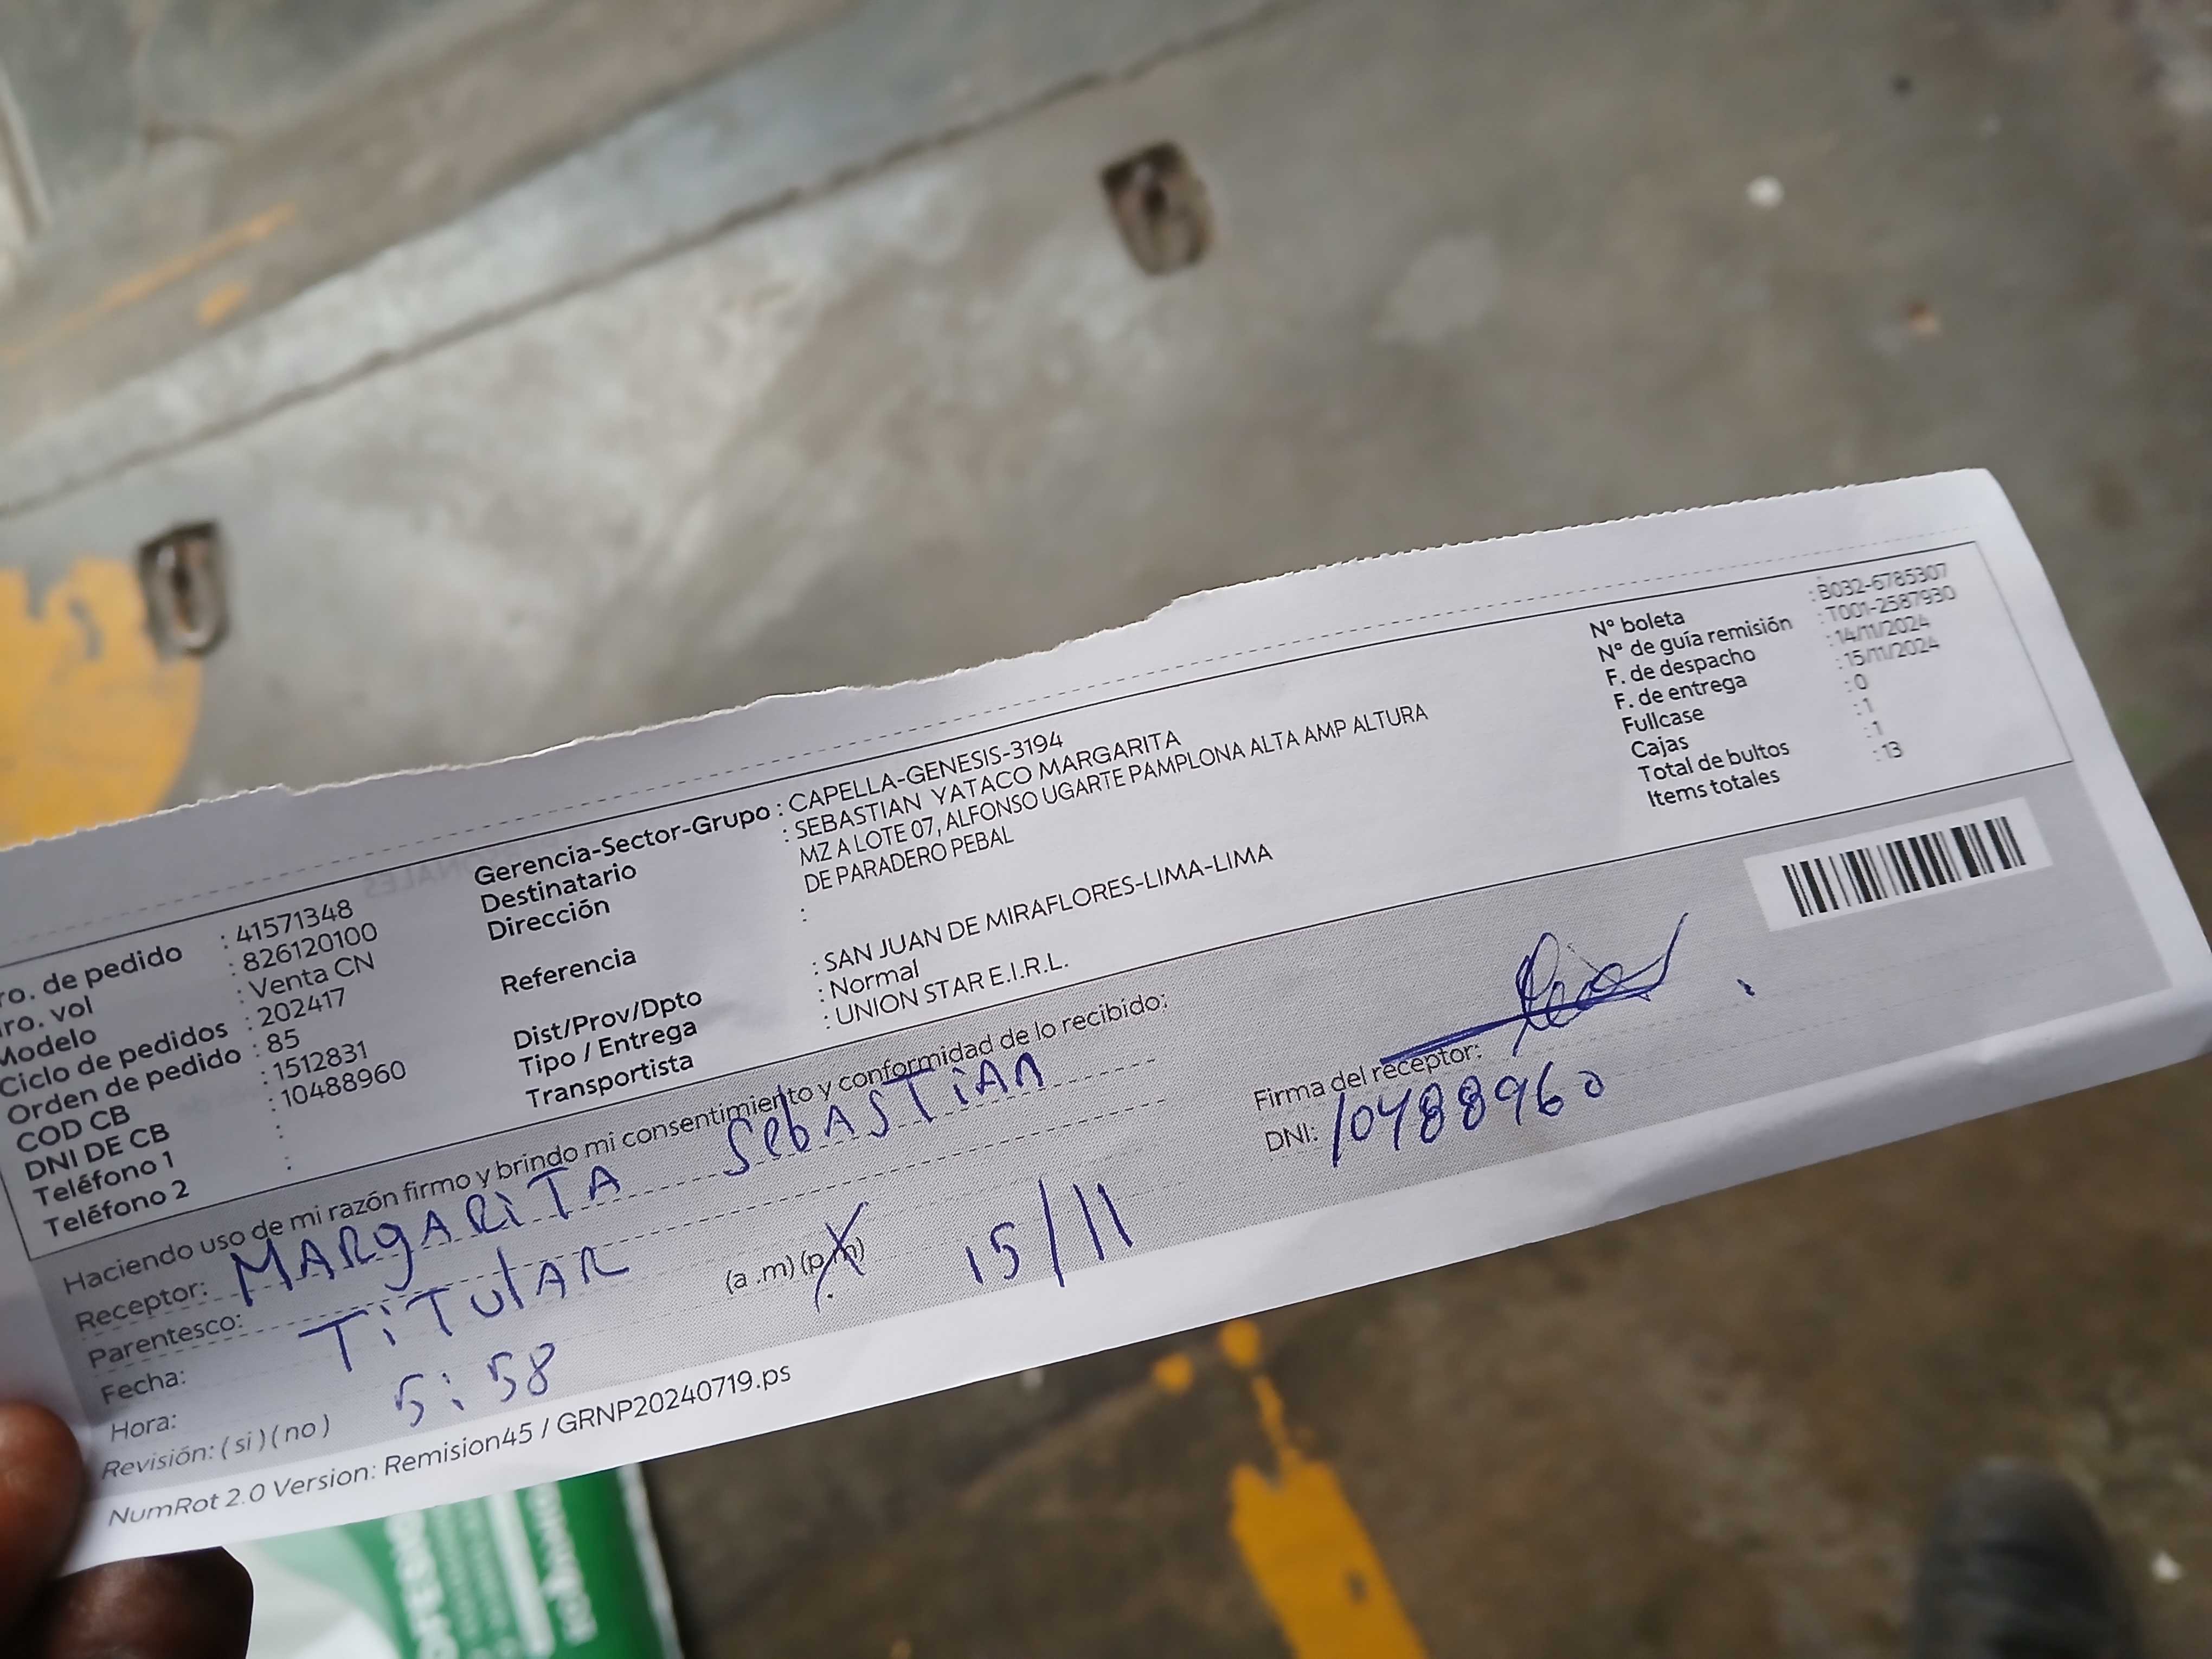 ro. de pedido : 41571348
ro. vol : 826120100
Modelo : Venta CN
Ciclo de pedidos : 202417
Orden de pedido : 85
COD CB : 1512831
DNI DE CB : 10488960
Teléfono 1 :
Teléfono 2 :
Gerencia-Sector-Grupo : CAPELLA-GENESIS-3194
Destinatario : SEBASTIAN YATACO MARGARITA
Dirección : MZ A LOTE 07, ALFONSO UGARTE PAMPLONA ALTA AMP ALTURA
DE PARADERO PEBAL
Referencia :
Dist/Prov/Dpto : SAN JUAN DE MIRAFLORES-LIMA-LIMA
Tipo / Entrega : Normal
Transportista : UNION STAR E.I.R.L.
N° boleta : B032-6785307
N° de guía remisión : T001-2587930
F. de despacho : 14/11/2024
F. de entrega : 15/11/2024
Fullcase : 0
Cajas : 1
Total de bultos : 1
Items totales : 13
Haciendo uso de mi razón firmo y brindo mi consentimiento y conformidad de lo recibido:
Receptor: MARgARiTA SebASTiAn
Parentesco: TiTulAR
Fecha: 15/11
Hora: 5:58 (a .m) (p.m)
Revisión: ( si ) ( no )
Firma del receptor:
DNI: 10488960
NumRot 2.0 Version: Remision45 / GRNP20240719.ps